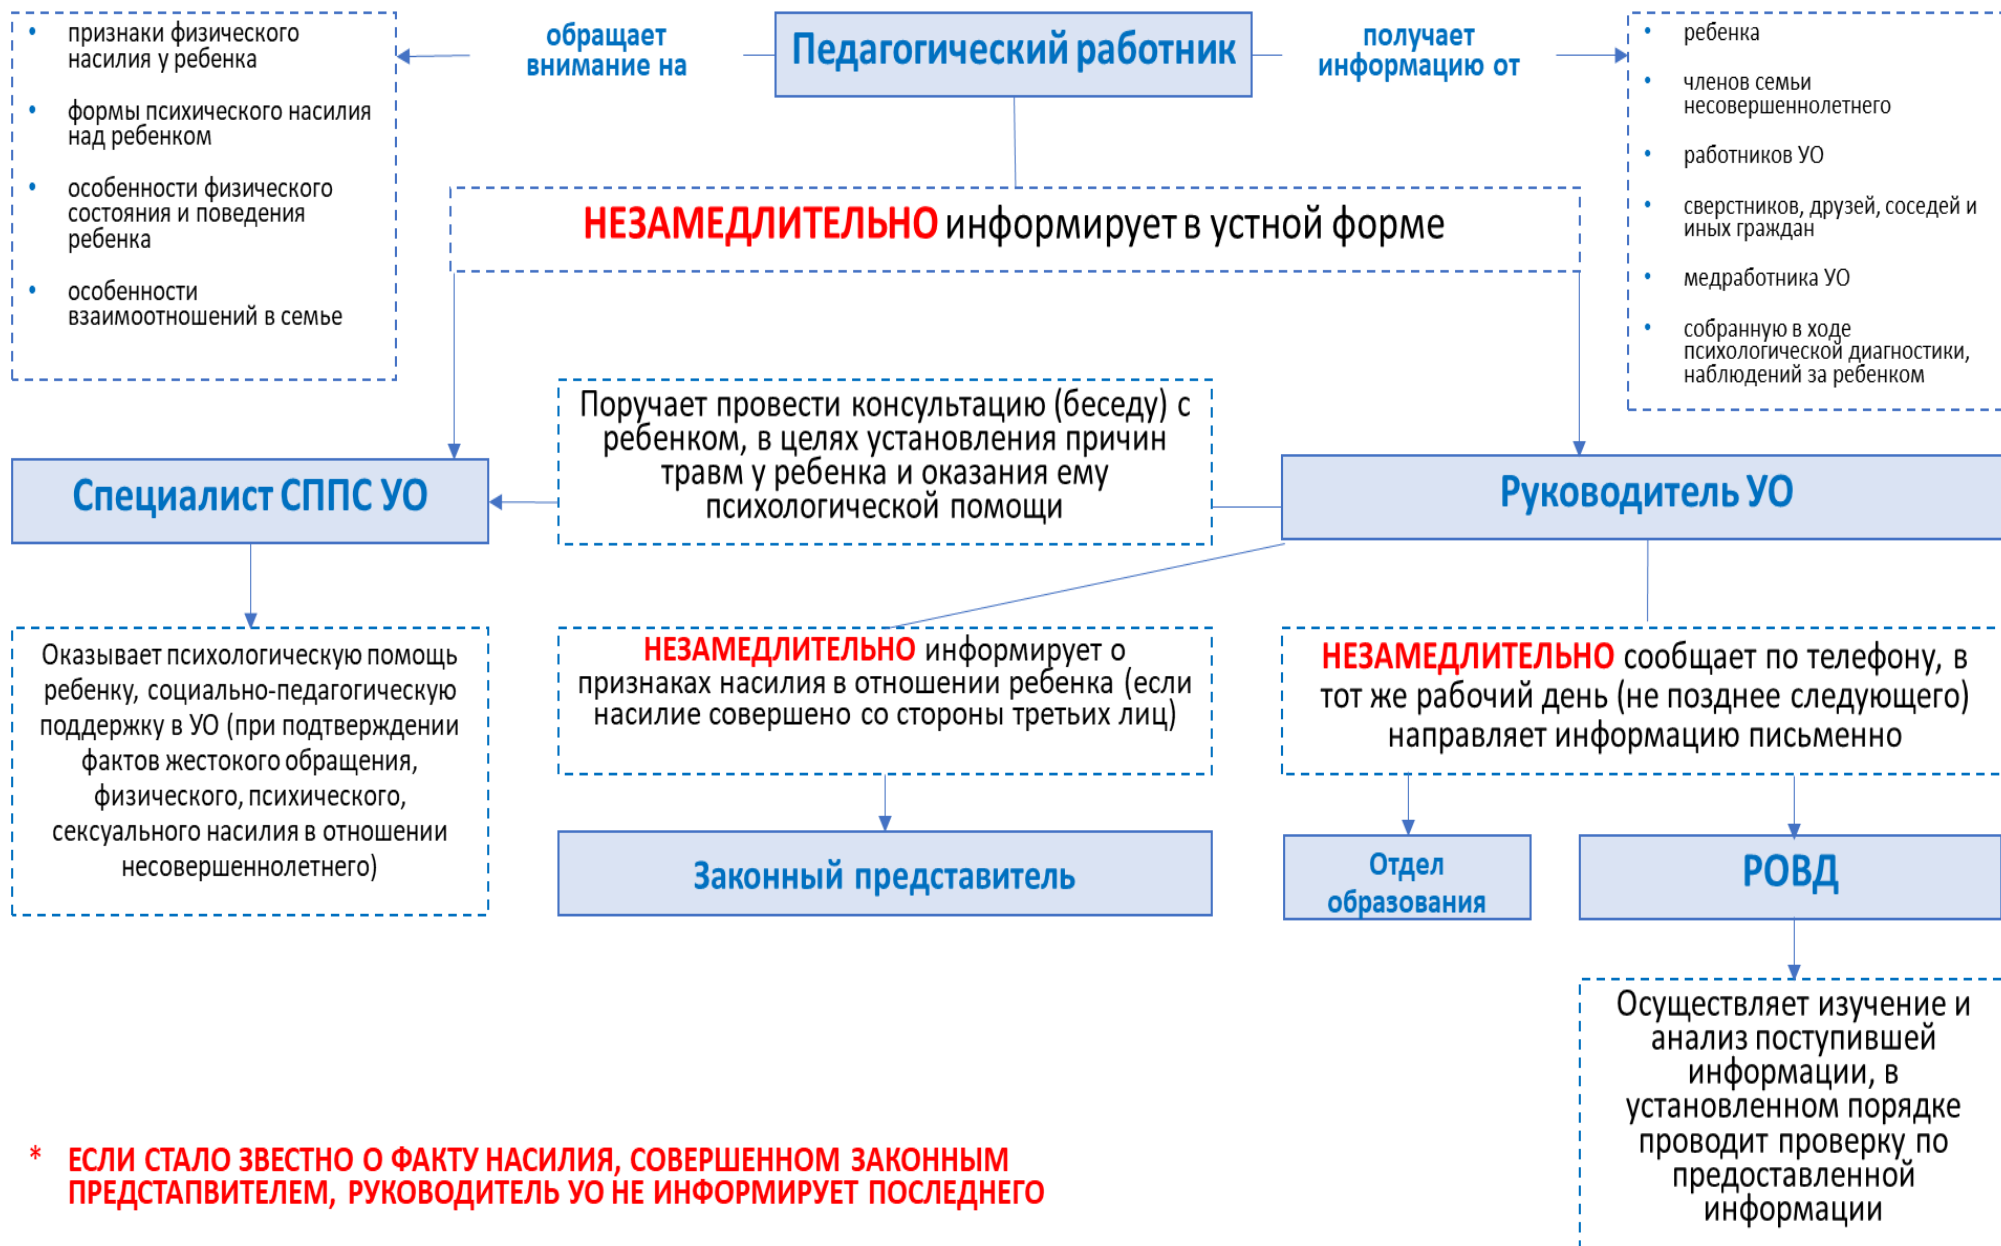 признаки физического
насилия у ребенка
формы психического насилия
над ребенком
особенности физического
состояния и поведения
ребенка
особенности
взаимоотношений в семье
обращает
внимание на
Педагогический работник
получает
информацию от
ребенка
членов семьи
несовершеннолетнего
работников УО
сверстников, друзей, соседей и
иных граждан
медработника УО
собранную в ходе
психологической диагностики,
наблюдений за ребенком
НЕЗАМЕДЛИТЕЛЬНО информирует в устной форме
Поручает провести консультацию (беседу) с
ребенком, в целях установления причин
травм у ребенка и оказания ему
психологической помощи
Специалист СППС УО
Руководитель УО
Оказывает психологическую помощь
ребенку, социально-педагогическую
поддержку в УО (при подтверждении
фактов жестокого обращения,
физического, психического,
сексуального насилия в отношении
несовершеннолетнего)
НЕЗАМЕДЛИТЕЛЬНО информирует о
признаках насилия в отношении ребенка (если
насилие совершено со стороны третьих лиц)
НЕЗАМЕДЛИТЕЛЬНО сообщает по телефону, в
тот же рабочий день (не позднее следующего)
направляет информацию письменно
Законный представитель
Отдел
образования
РОВД
Осуществляет изучение и
анализ поступившей
информации, в
установленном порядке
проводит проверку по
предоставленной
информации
* ЕСЛИ СТАЛО ЗВЕСТНО О ФАКТУ НАСИЛИЯ, СОВЕРШЕННОМ ЗАКОННЫМ
ПРЕДСТАПВИТЕЛЕМ, РУКОВОДИТЕЛЬ УО НЕ ИНФОРМИРУЕТ ПОСЛЕДНЕГО